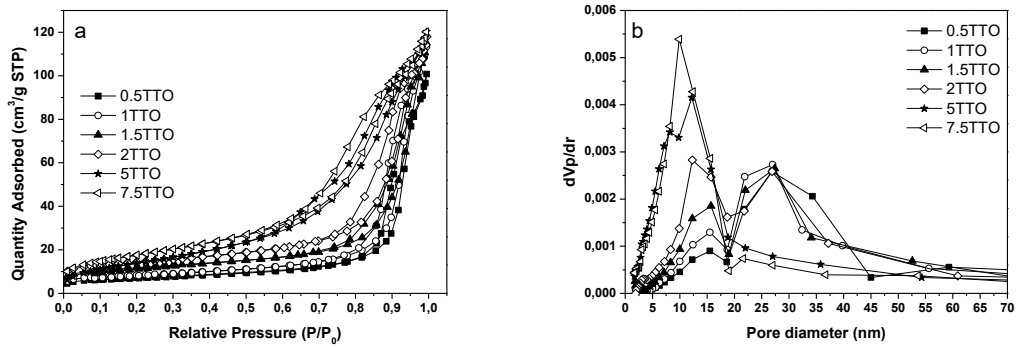 a
120
100
80
60
40
20
0
Quantity Adsorbed (cm³/g STP)
0.5TTO
1TTO
1.5TTO
2TTO
5TTO
7.5TTO
0,0 0,1 0,2 0,3 0,4 0,5 0,6 0,7 0,8 0,9 1,0
Relative Pressure (P/P₀)
b
0,006
0,005
0,004
0,003
0,002
0,001
0,000
dVp/dr
0.5TTO
1TTO
1.5TTO
2TTO
5TTO
7.5TTO
0 5 10 15 20 25 30 35 40 45 50 55 60 65 70
Pore diameter (nm)